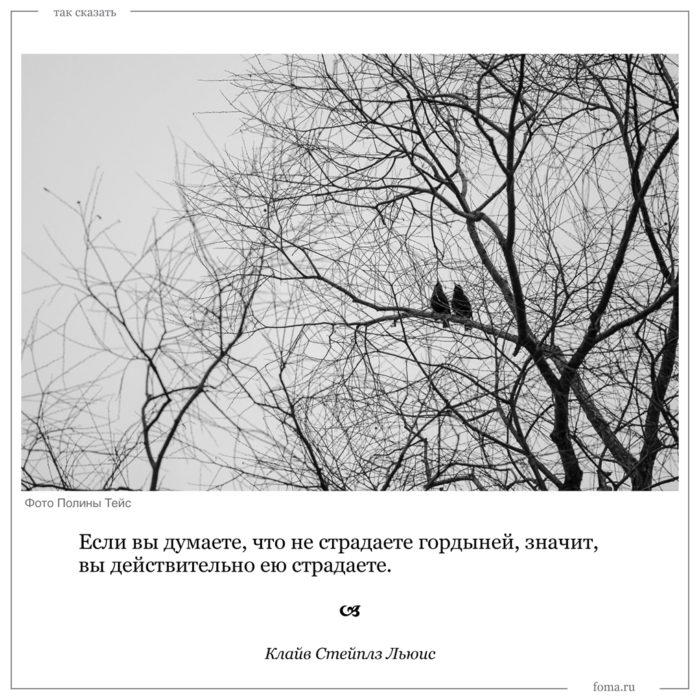 так сказать
Фото Полины Тейс
Если вы думаете, что не страдаете гордыней, значит,
вы действительно ею страдаете.
Клайв Стейплз Льюис
foma.ru